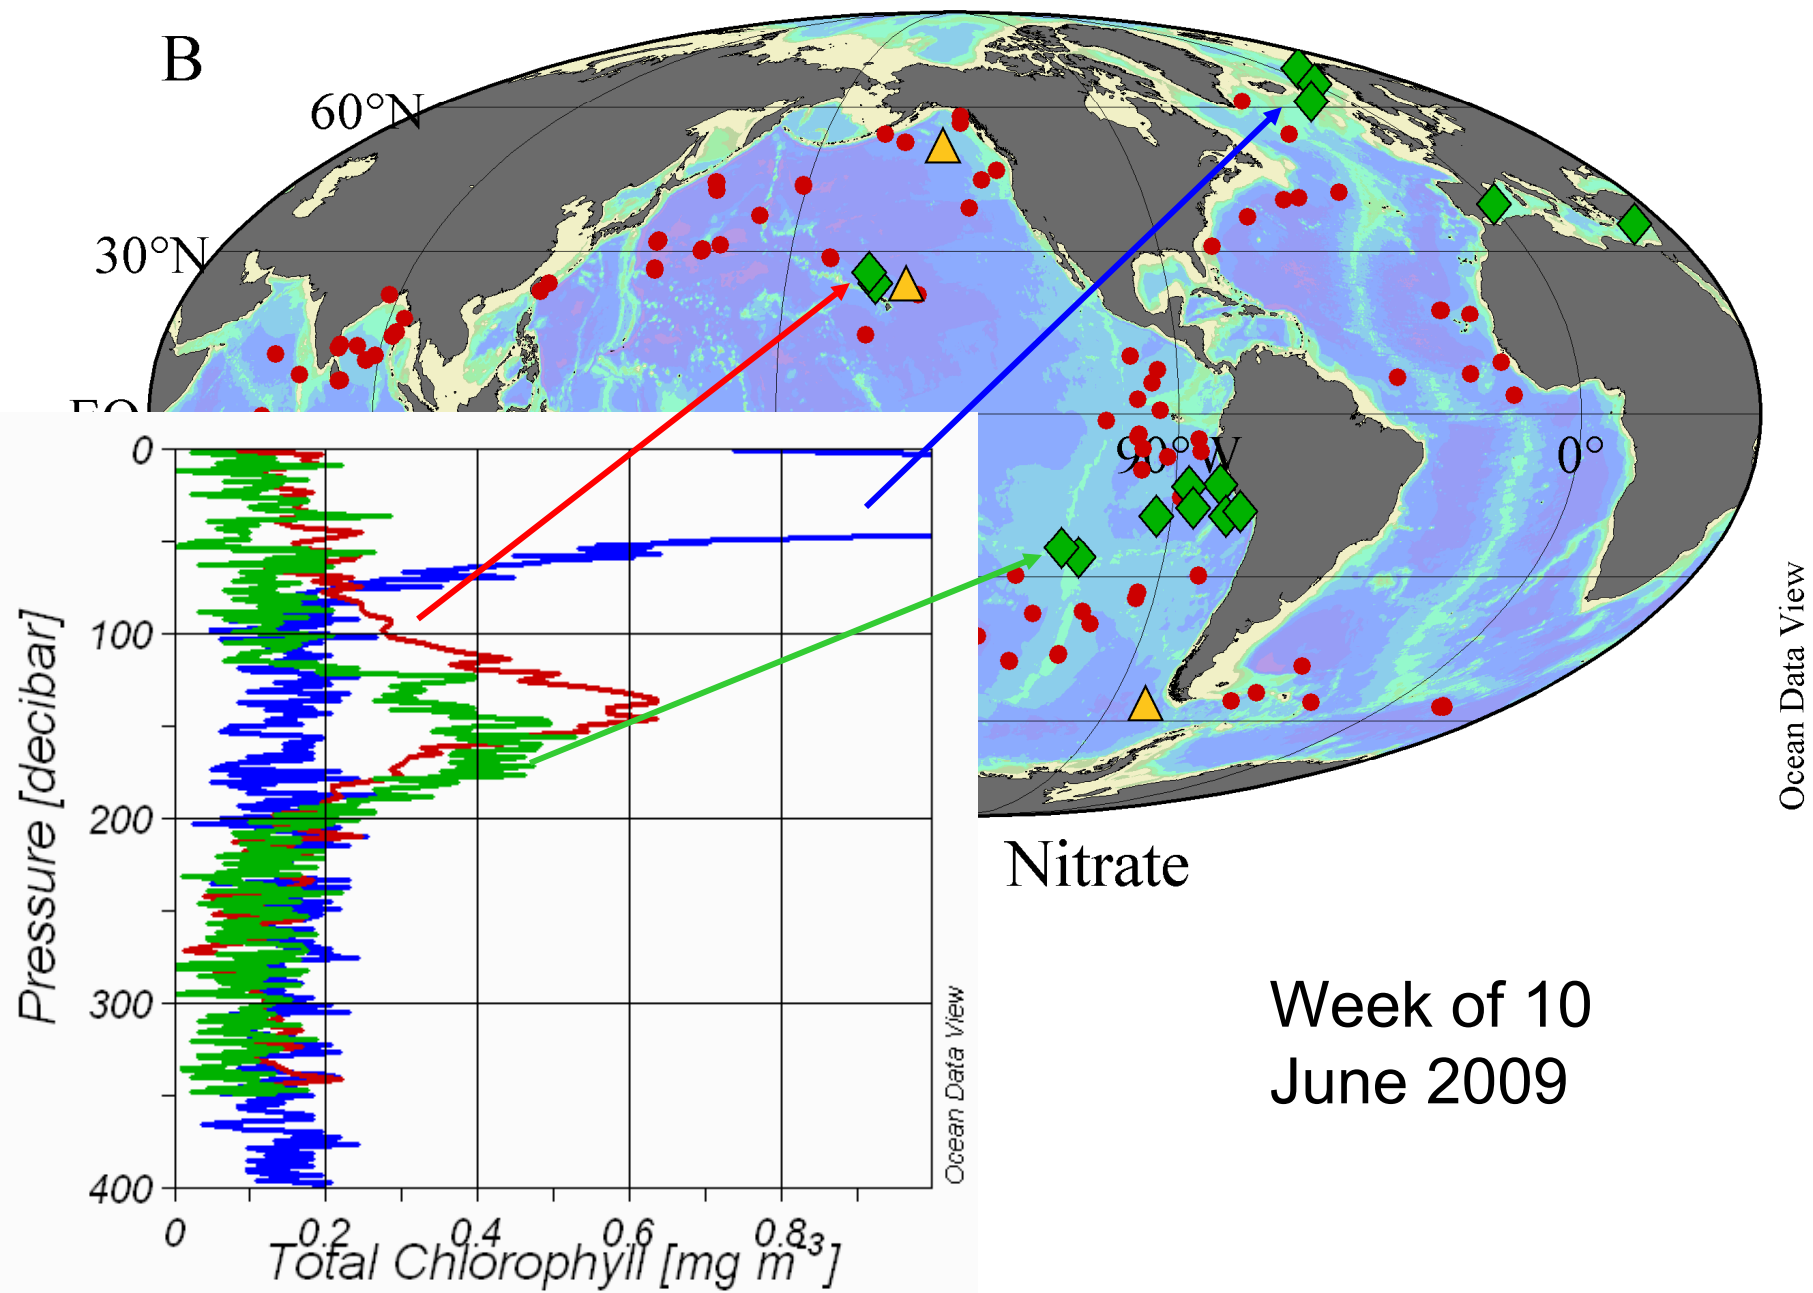 B
60°N
30°N
EQ
90°W
0°
Ocean Data View
0
100
200
300
400
Pressure [decibar]
0 0.2 0.4 0.6 0.8
Total Chlorophyll [mg m-3]
Ocean Data View
Nitrate
Week of 10
June 2009